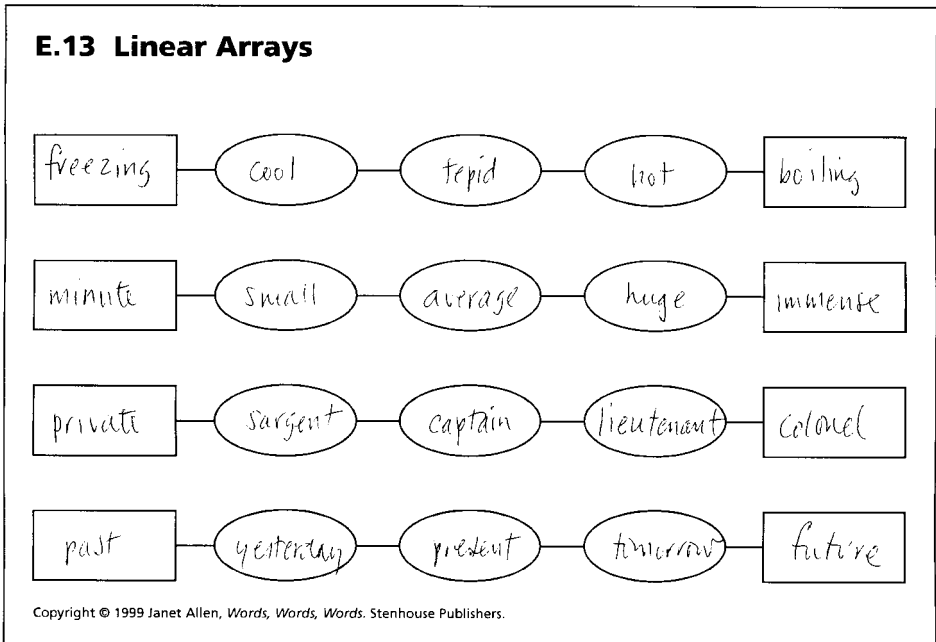 E.13 Linear Arrays
freezing cool tepid hot boiling
minute small average huge immense
private sargent captain lieutenant colonel
past yesterday present tomorrow future
Copyright © 1999 Janet Allen, Words, Words, Words. Stenhouse Publishers.